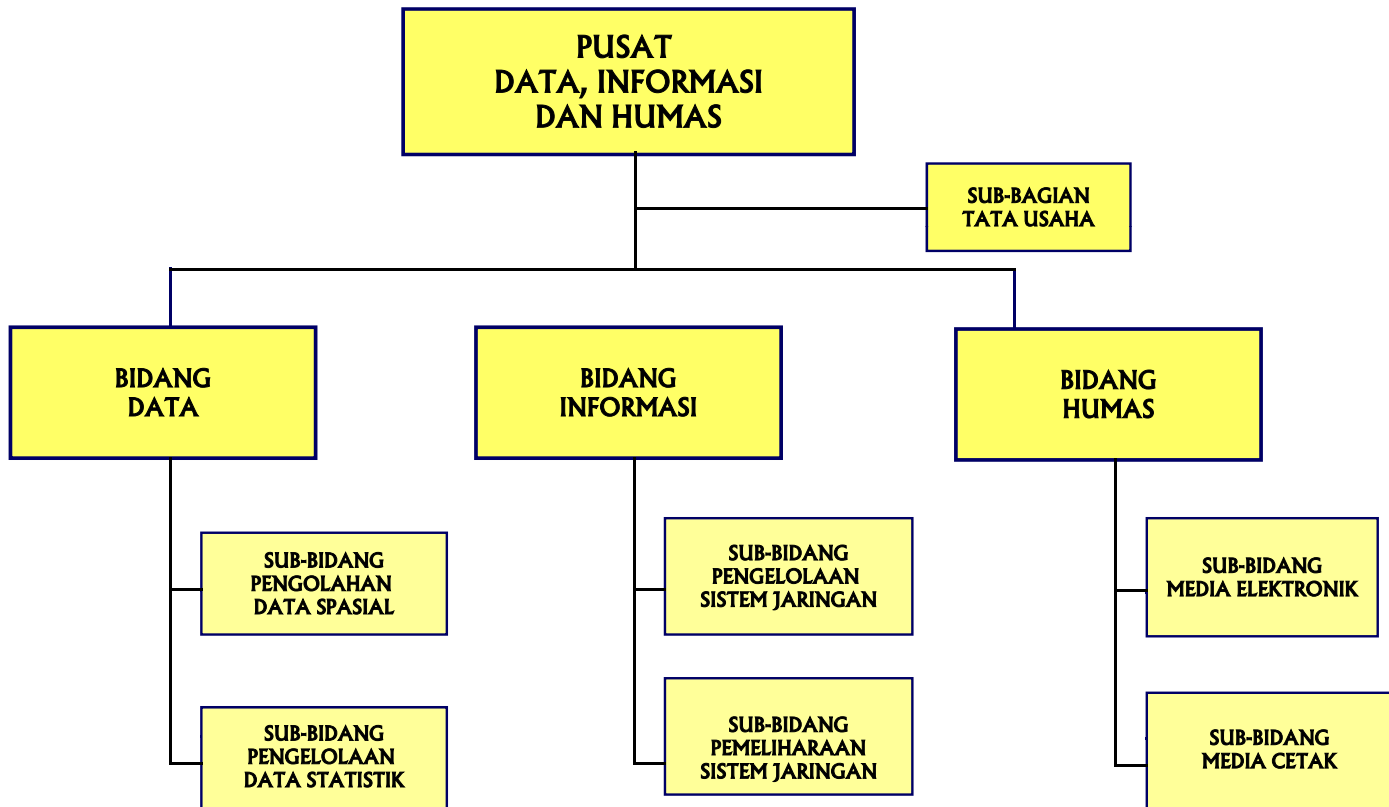 PUSAT
DATA, INFORMASI
DAN HUMAS
SUB-BAGIAN
TATA USAHA
BIDANG
DATA
BIDANG
INFORMASI
BIDANG
HUMAS
SUB-BIDANG
PENGOLAHAN
DATA SPASIAL
SUB-BIDANG
PENGELOLAAN
SISTEM JARINGAN
SUB-BIDANG
MEDIA ELEKTRONIK
SUB-BIDANG
PENGELOLAAN
DATA STATISTIK
SUB-BIDANG
PEMELIHARAAN
SISTEM JARINGAN
SUB-BIDANG
MEDIA CETAK